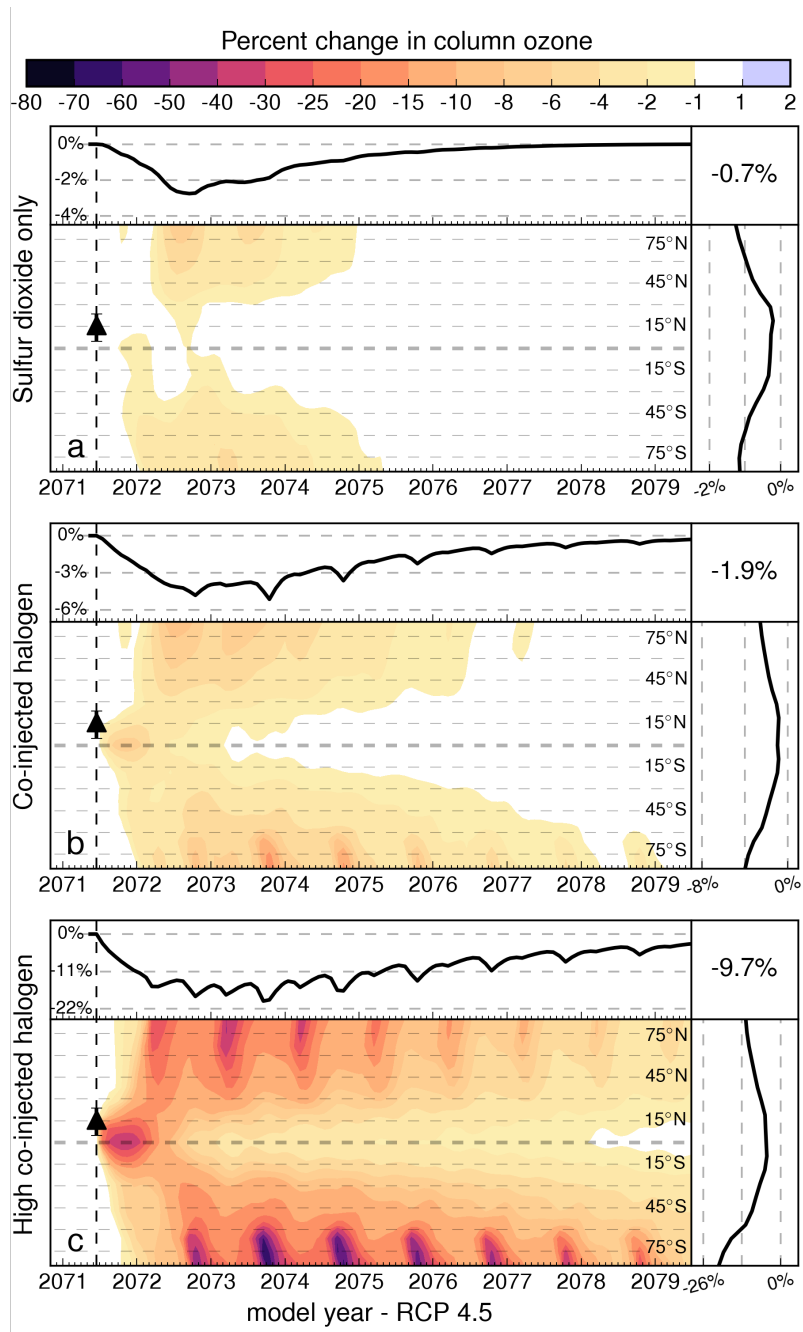 Percent change in column ozone
-80 -70 -60 -50 -40 -30 -25 -20 -15 -10 -8 -6 -4 -2 -1 1 2
Sulfur dioxide only
0%
-2%
-4%
-0.7%
75°N
45°N
15°N
15°S
45°S
75°S
a
2071 2072 2073 2074 2075 2076 2077 2078 2079 -2% 0%
Co-injected halogen
0%
-3%
-6%
-1.9%
75°N
45°N
15°N
15°S
45°S
75°S
b
2071 2072 2073 2074 2075 2076 2077 2078 2079 -8% 0%
High co-injected halogen
0%
-11%
-22%
-9.7%
75°N
45°N
15°N
15°S
45°S
75°S
c
2071 2072 2073 2074 2075 2076 2077 2078 2079 -26% 0%
model year - RCP 4.5